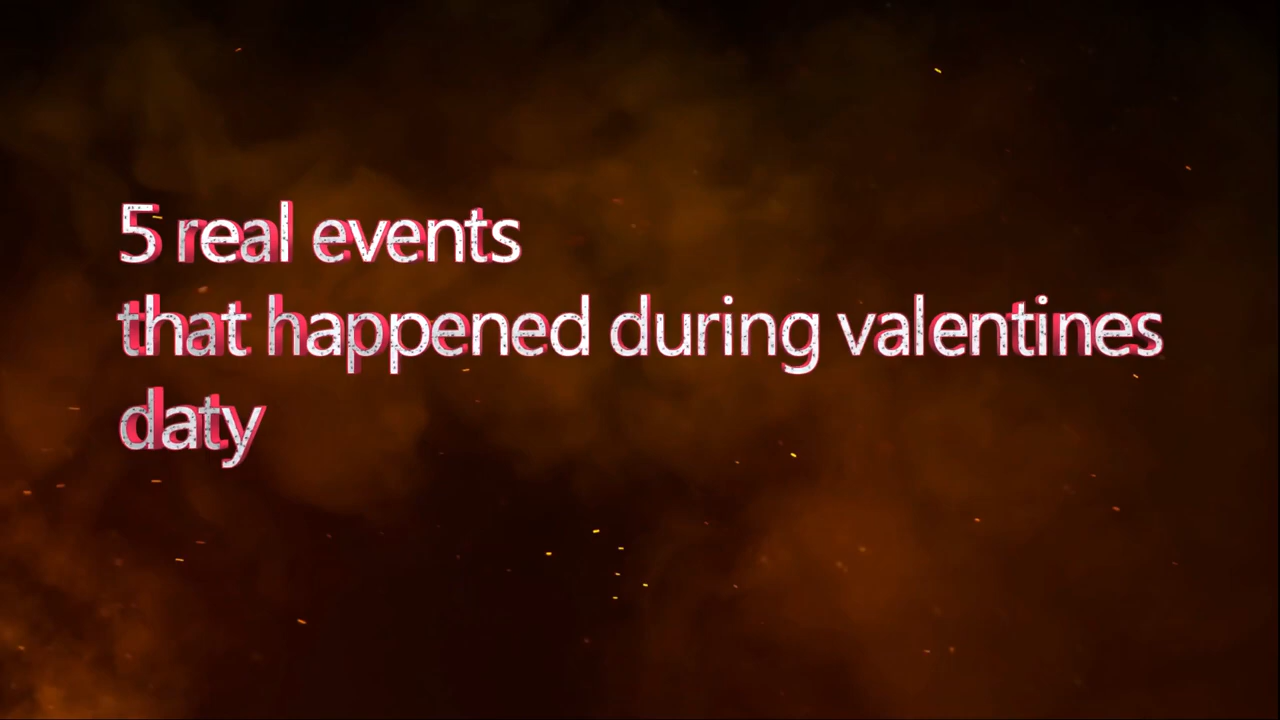 5 real events
that happened during valentines
daty